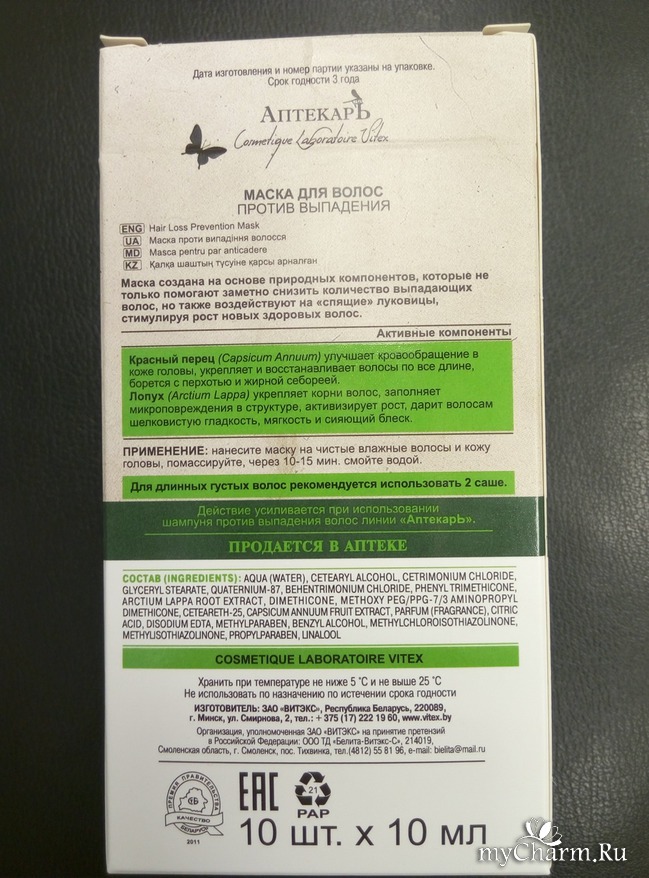 Дата изготовления и номер партии указаны на упаковке.
Срок годности 3 года
АптекарЪ
Cosmetique Laboratoire Vitex
МАСКА ДЛЯ ВОЛОС
ПРОТИВ ВЫПАДЕНИЯ
ENG Hair Loss Prevention Mask
UA Маска проти випадіння волосся
MD Masca pentru par anticadere
KZ Қалқа шаштың түсуіне қарсы арналған
Маска создана на основе природных компонентов, которые не
только помогают заметно снизить количество выпадающих
волос, но также воздействуют на «спящие» луковицы,
стимулируя рост новых здоровых волос.
Активные компоненты
Красный перец (Capsicum Annuum) улучшает кровообращение в
коже головы, укрепляет и восстанавливает волосы по все длине,
борется с перхотью и жирной себореей.
Лопух (Arctium Lappa) укрепляет корни волос, заполняет
микроповреждения в структуре, активизирует рост, дарит волосам
шелковистую гладкость, мягкость и сияющий блеск.
ПРИМЕНЕНИЕ: нанесите маску на чистые влажные волосы и кожу
головы, помассируйте, через 10-15 мин. смойте водой.
Для длинных густых волос рекомендуется использовать 2 саше.
Действие усиливается при использовании
шампуня против выпадения волос линии «АптекарЬ».
ПРОДАЕТСЯ В АПТЕКЕ
СОСТАВ (INGREDIENTS): AQUA (WATER), CETEARYL ALCOHOL, CETRIMONIUM CHLORIDE,
GLYCERYL STEARATE, QUATERNIUM-87, BEHENTRIMONIUM CHLORIDE, PHENYL TRIMETHICONE,
ARCTIUM LAPPA ROOT EXTRACT, DIMETHICONE, METHOXY PEG/PPG-7/3 AMINOPROPYL
DIMETHICONE, CETEARETH-25, CAPSICUM ANNUUM FRUIT EXTRACT, PARFUM (FRAGRANCE), CITRIC
ACID, DISODIUM EDTA, METHYLPARABEN, BENZYL ALCOHOL, METHYLCHLOROISOTHIAZOLINONE,
METHYLISOTHIAZOLINONE, PROPYLPARABEN, LINALOOL
COSMETIQUE LABORATOIRE VITEX
Хранить при температуре не ниже 5 °C и не выше 25 °C
Не использовать по назначению по истечении срока годности
ИЗГОТОВИТЕЛЬ: ЗАО «ВИТЭКС», Республика Беларусь, 220089,
г. Минск, ул. Смирнова, 2, тел.: + 375 (17) 222 19 60, www.vitex.by
Организация, уполномоченная ЗАО «ВИТЭКС» на принятие претензий
в Российской Федерации: ООО ТД «Белита-Витэкс-С», 214019,
Смоленская область, г. Смоленск, пос. Тихвинка, тел.(4812) 55 81 96, e-mail: bielita@mail.ru
ПРЕМИЯ ПРАВИТЕЛЬСТВА
КАЧЕСТВО
БЕЛАРУСЬ
2011
EAC
21
PAP
10 шт. x 10 мл
myCharm.Ru